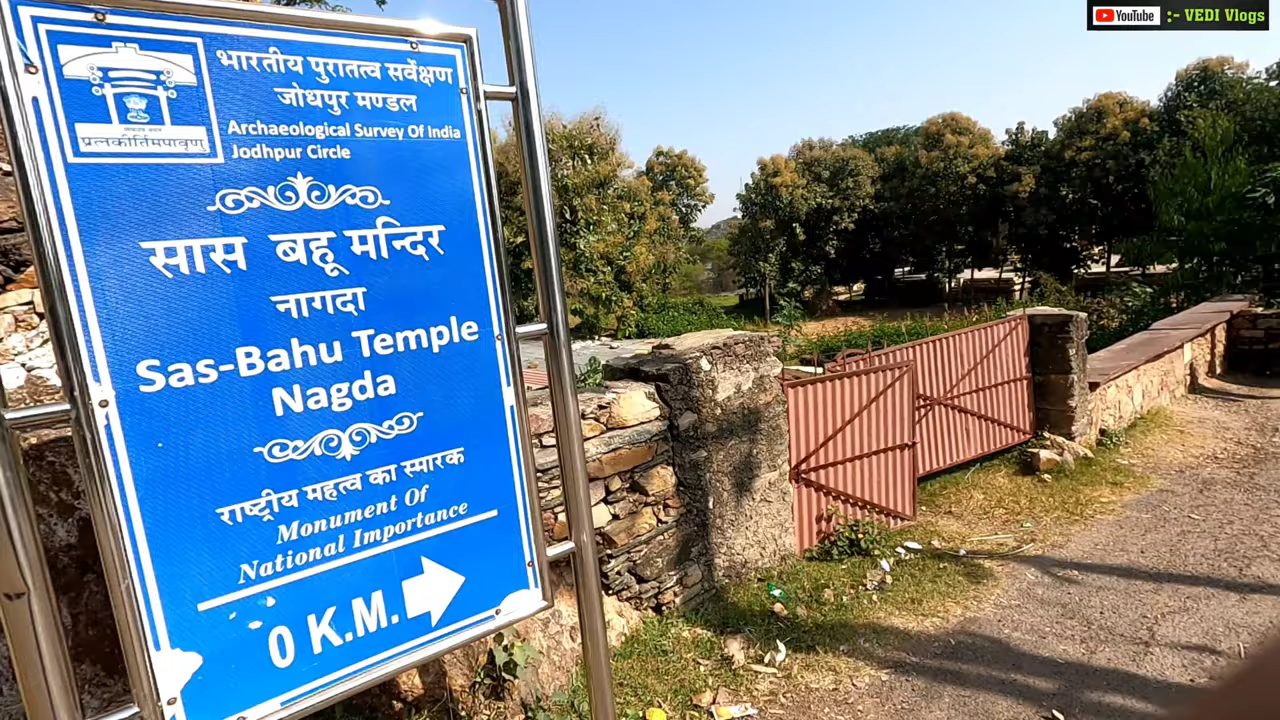 भारतीय पुरातत्व सर्वेक्षण
जोधपुर मण्डल
Archaeological Survey Of India
Jodhpur Circle
प्रत्नकीर्तिमपावृणु
सास बहू मन्दिर
नागदा
Sas-Bahu Temple
Nagda
राष्ट्रीय महत्व का स्मारक
Monument Of
National Importance
0 K.M.
YouTube :- VEDI Vlogs